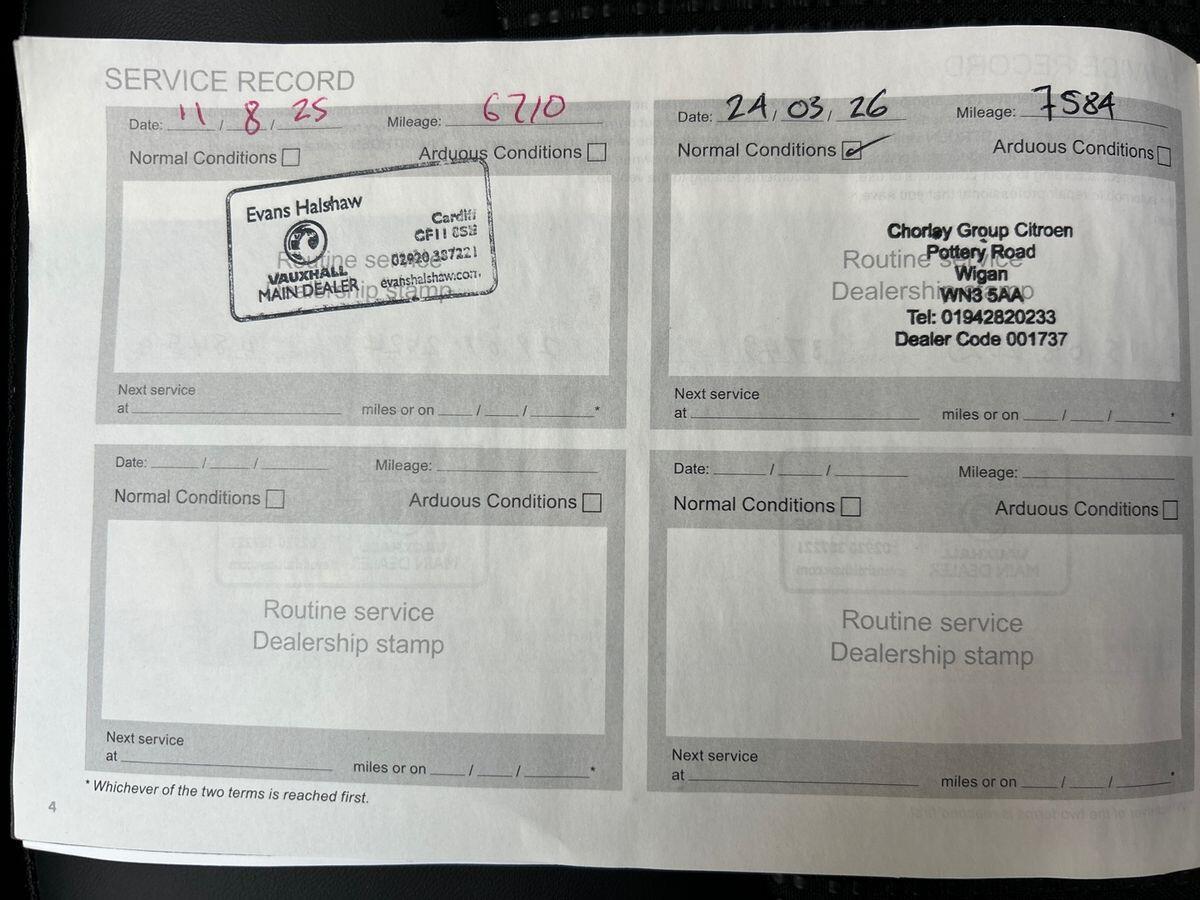 SERVICE RECORD
Date: 11 / 8 / 25 Mileage: 6710
Normal Conditions Arduous Conditions
Evans Halshaw
Cardiff
CF11 8SH
02920 387221
evanshalshaw.com
VAUXHALL
MAIN DEALER
Routine service
Dealership stamp
Next service
at miles or on / / *
Date: 24 / 03 / 26 Mileage: 7584
Normal Conditions Arduous Conditions
Chorley Group Citroen
Pottery Road
Wigan
WN3 5AA
Tel: 01942820233
Dealer Code 001737
Routine service
Dealership stamp
Next service
at miles or on / / *
Date: / / Mileage:
Normal Conditions Arduous Conditions
Routine service
Dealership stamp
Next service
at miles or on / / *
Date: / / Mileage:
Normal Conditions Arduous Conditions
Routine service
Dealership stamp
Next service
at miles or on / / *
* Whichever of the two terms is reached first.
4